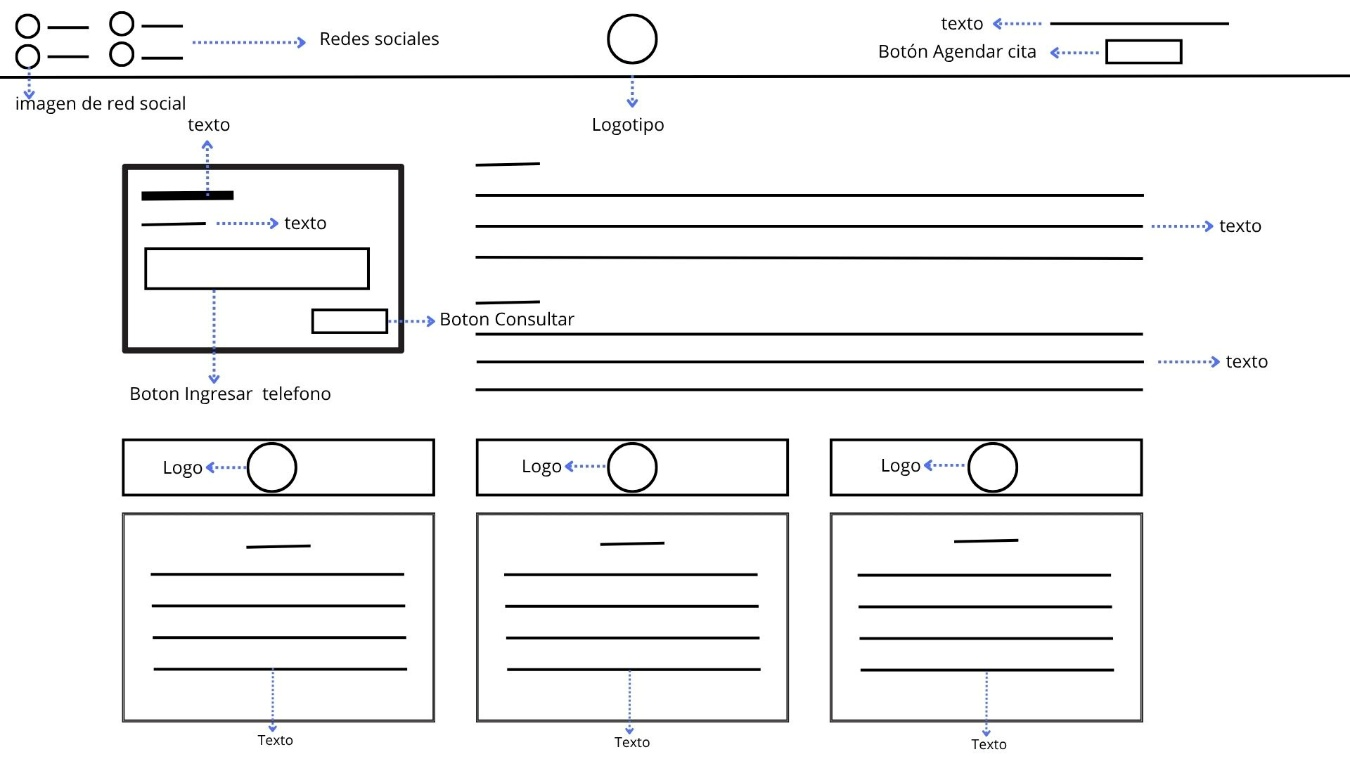 texto
Redes sociales
Botón Agendar cita
imagen de red social
texto
Logotipo
texto
texto
Boton Consultar
texto
Boton Ingresar  telefono
Logo
Logo
Logo
Texto
Texto
Texto